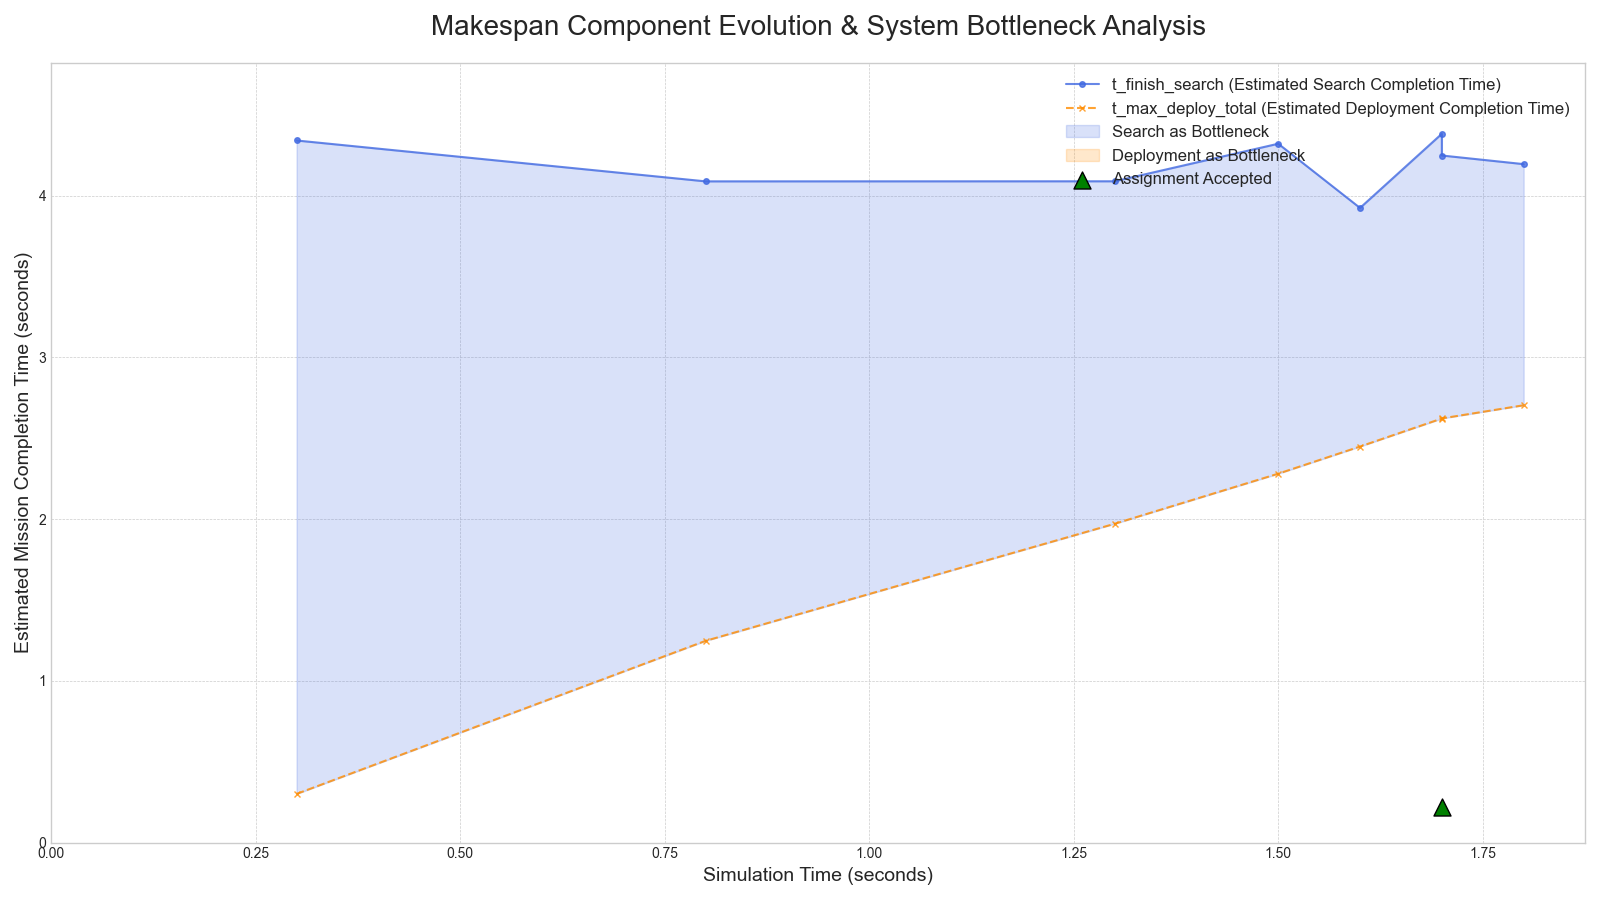 Makespan Component Evolution & System Bottleneck Analysis
t_finish_search (Estimated Search Completion Time)
t_max_deploy_total (Estimated Deployment Completion Time)
Search as Bottleneck
Deployment as Bottleneck
Assignment Accepted
Estimated Mission Completion Time (seconds)
4
3
2
1
0
0.00 0.25 0.50 0.75 1.00 1.25 1.50 1.75
Simulation Time (seconds)